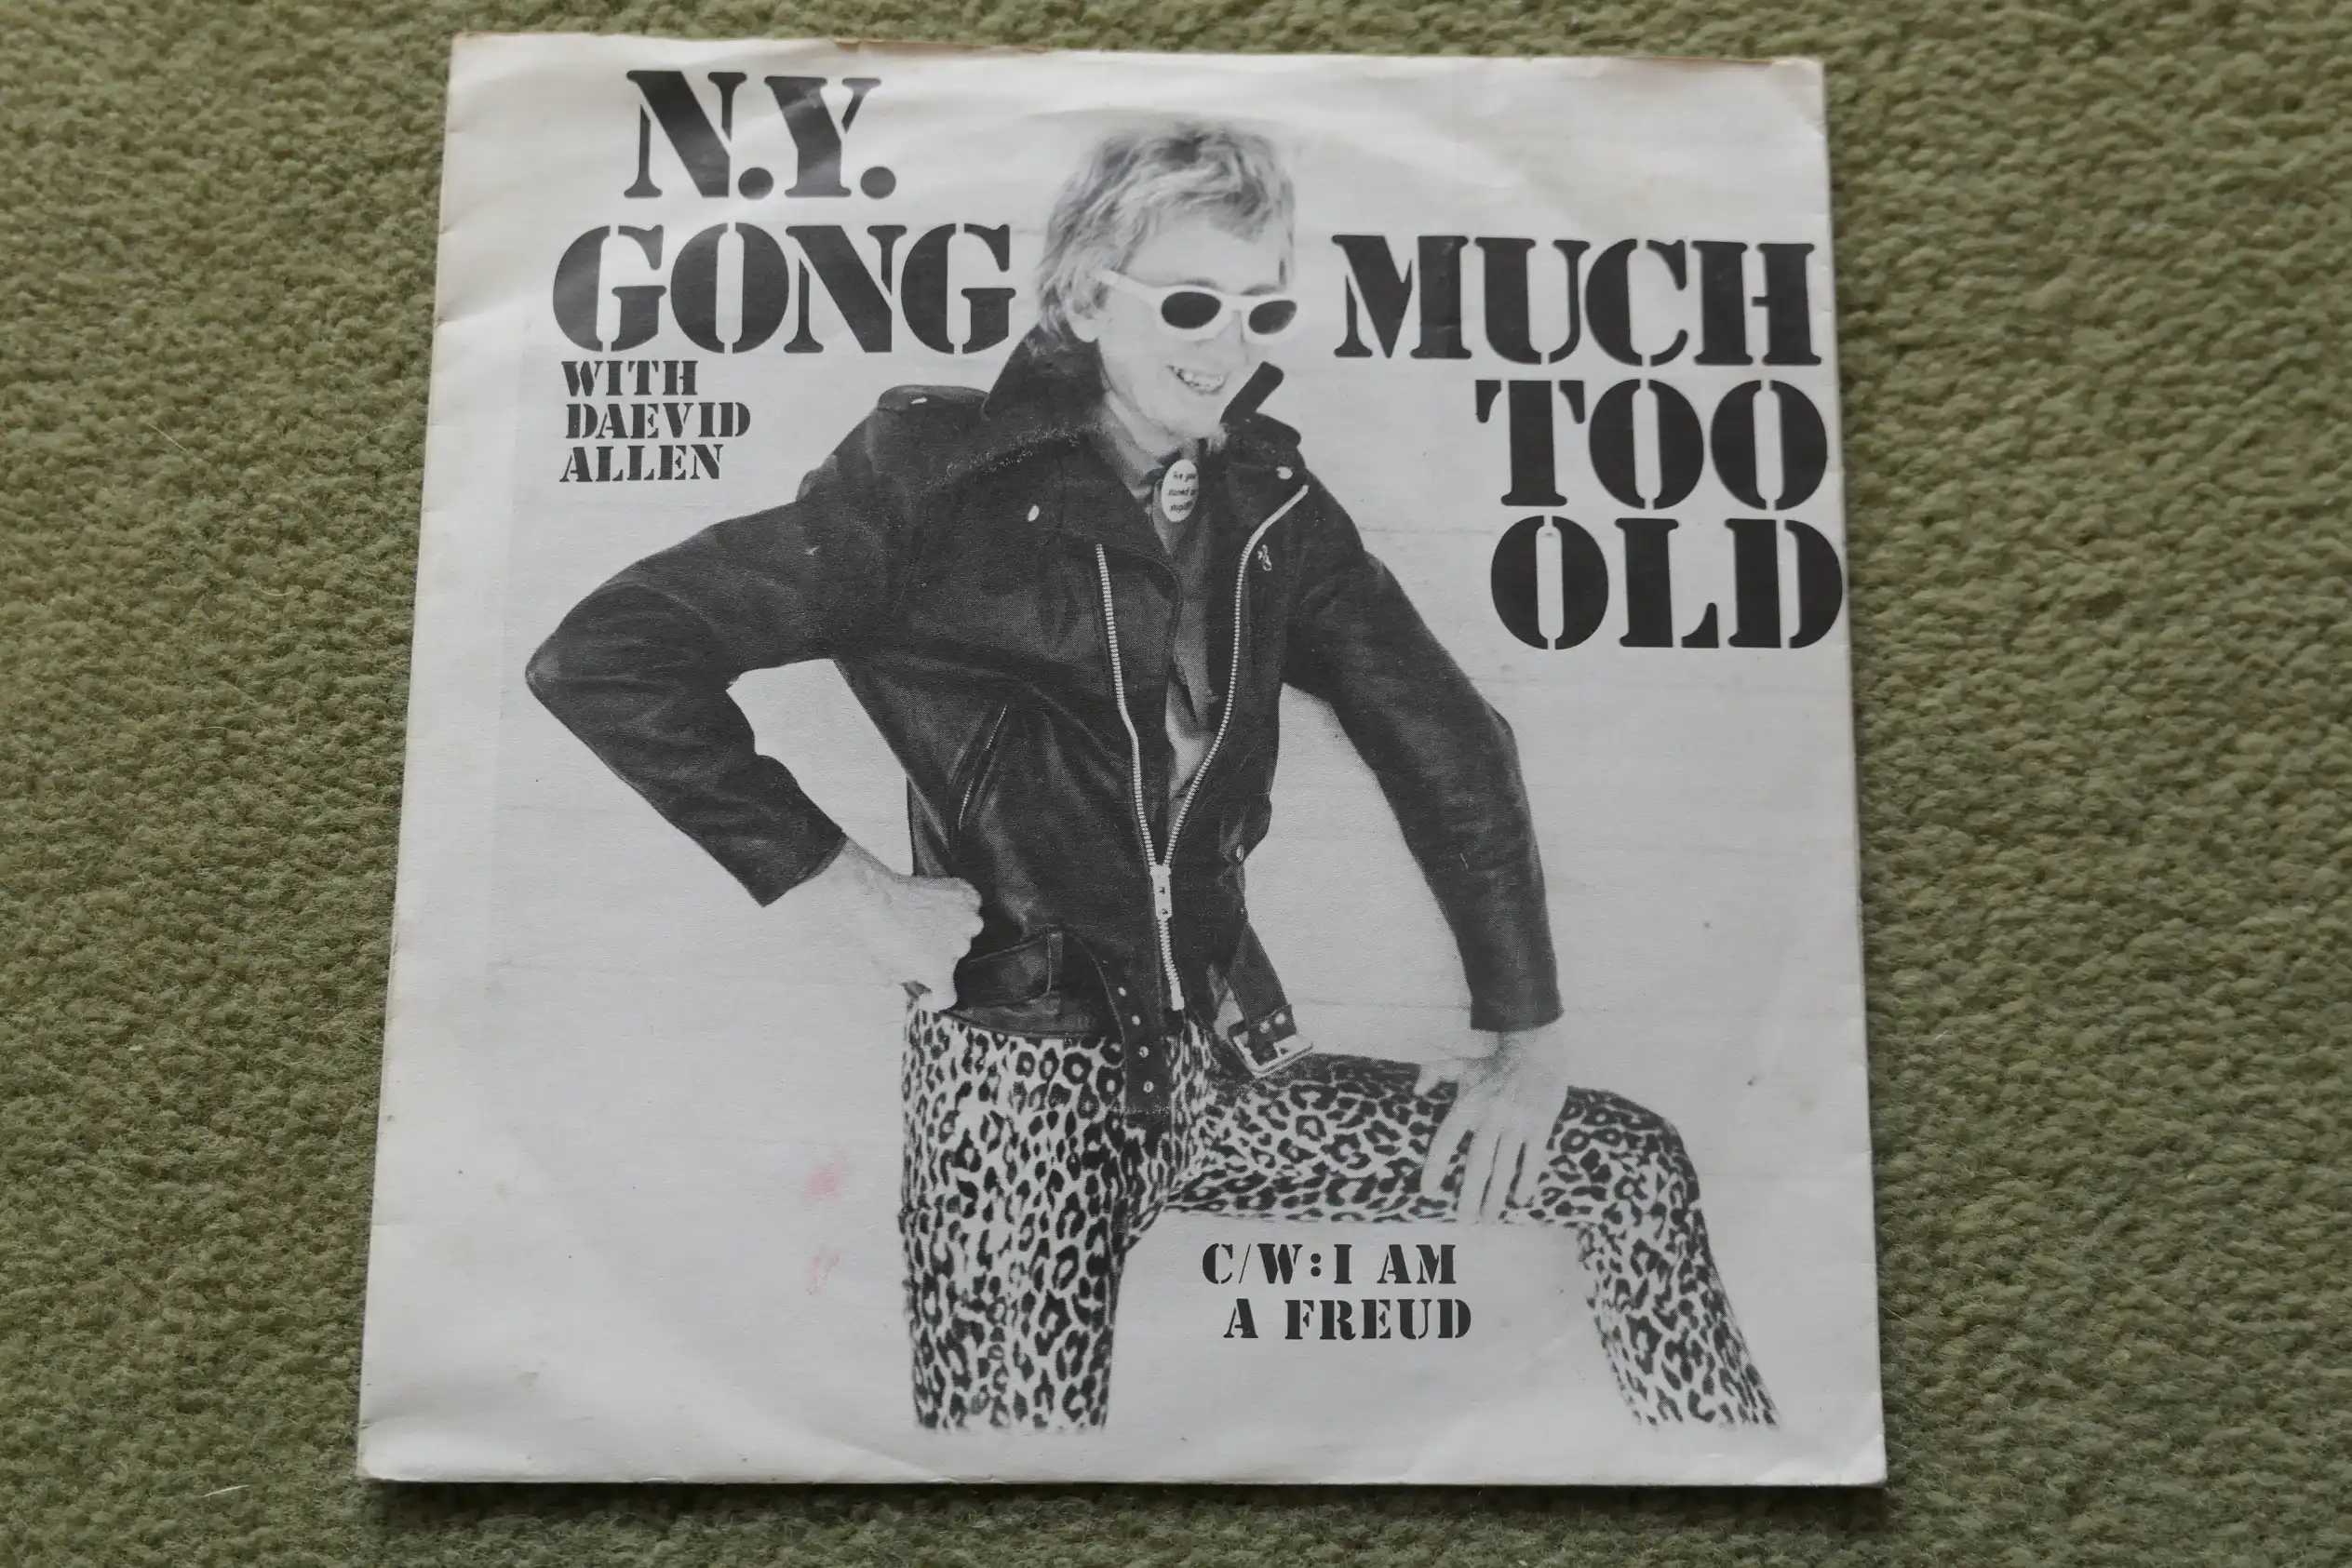 N.Y.
GONG
WITH
DAEVID
ALLEN
MUCH
TOO
OLD
C/W:I AM
A FREUD